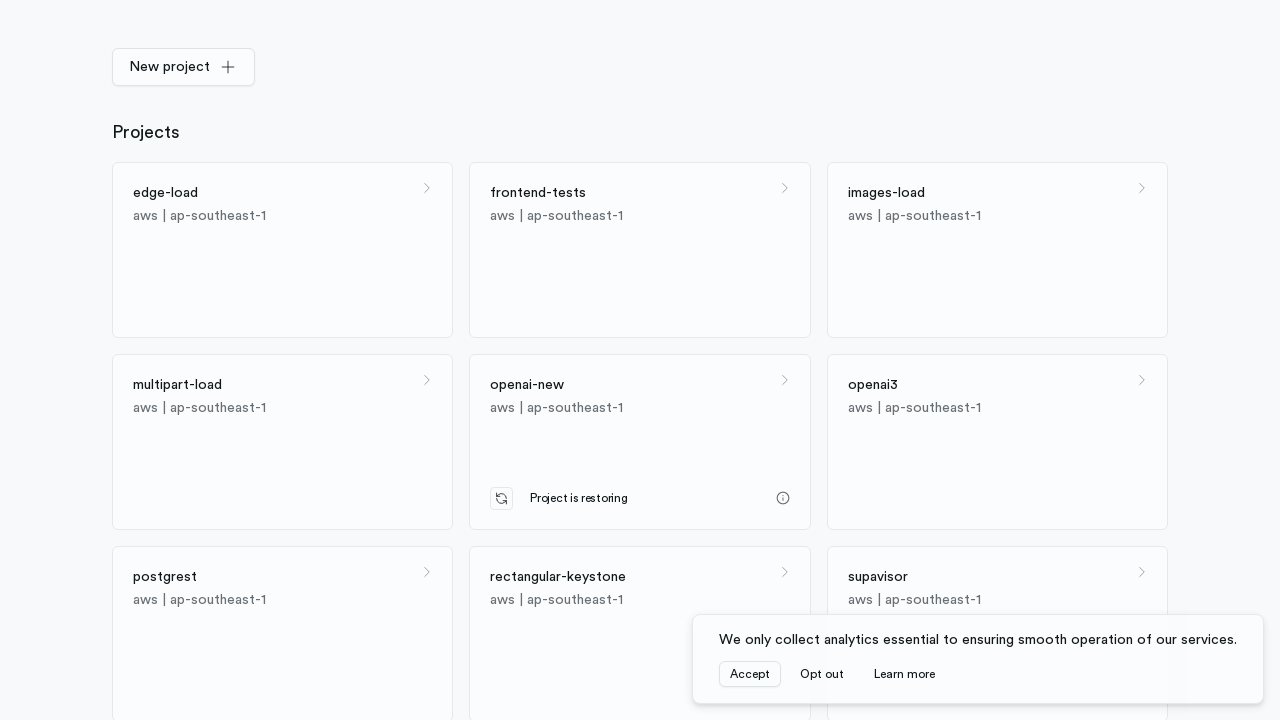 New project
Projects
edge-load
aws | ap-southeast-1
frontend-tests
aws | ap-southeast-1
images-load
aws | ap-southeast-1
multipart-load
aws | ap-southeast-1
openai-new
aws | ap-southeast-1
Project is restoring
openai3
aws | ap-southeast-1
postgrest
aws | ap-southeast-1
rectangular-keystone
aws | ap-southeast-1
supavisor
aws | ap-southeast-1
We only collect analytics essential to ensuring smooth operation of our services.
Accept Opt out Learn more